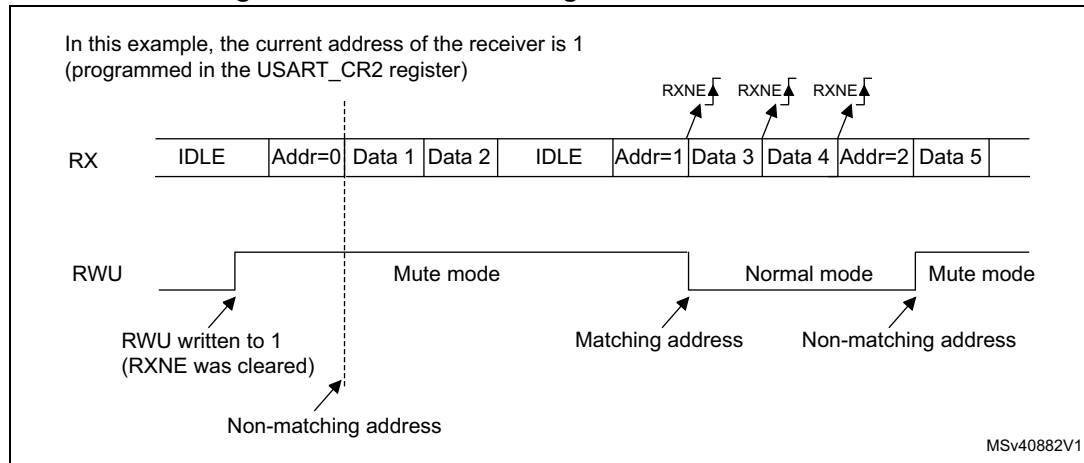 In this example, the current address of the receiver is 1
(programmed in the USART_CR2 register)
RXNE RXNE RXNE
RX IDLE Addr=0 Data 1 Data 2 IDLE Addr=1 Data 3 Data 4 Addr=2 Data 5
RWU Mute mode Normal mode Mute mode
RWU written to 1 Matching address Non-matching address
(RXNE was cleared)
Non-matching address
MSv40882V1